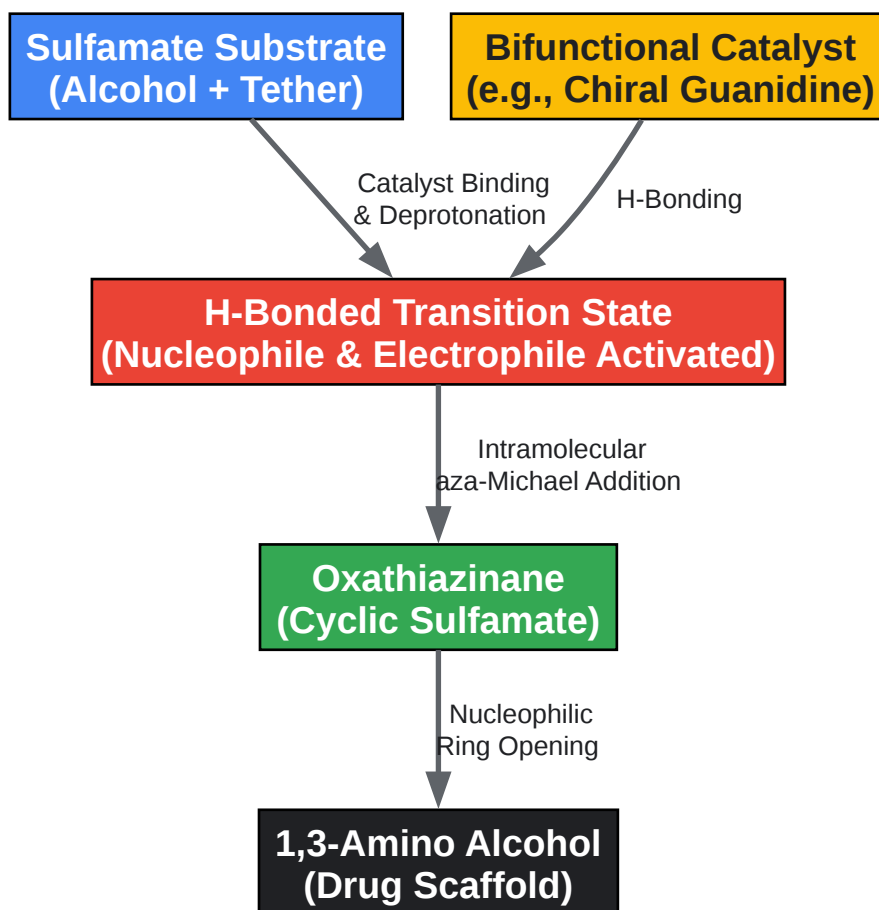 Sulfamate Substrate
(Alcohol + Tether)
Bifunctional Catalyst
(e.g., Chiral Guanidine)
Catalyst Binding
& Deprotonation
H-Bonding
H-Bonded Transition State
(Nucleophile & Electrophile Activated)
Intramolecular
aza-Michael Addition
Oxathiazinane
(Cyclic Sulfamate)
Nucleophilic
Ring Opening
1,3-Amino Alcohol
(Drug Scaffold)